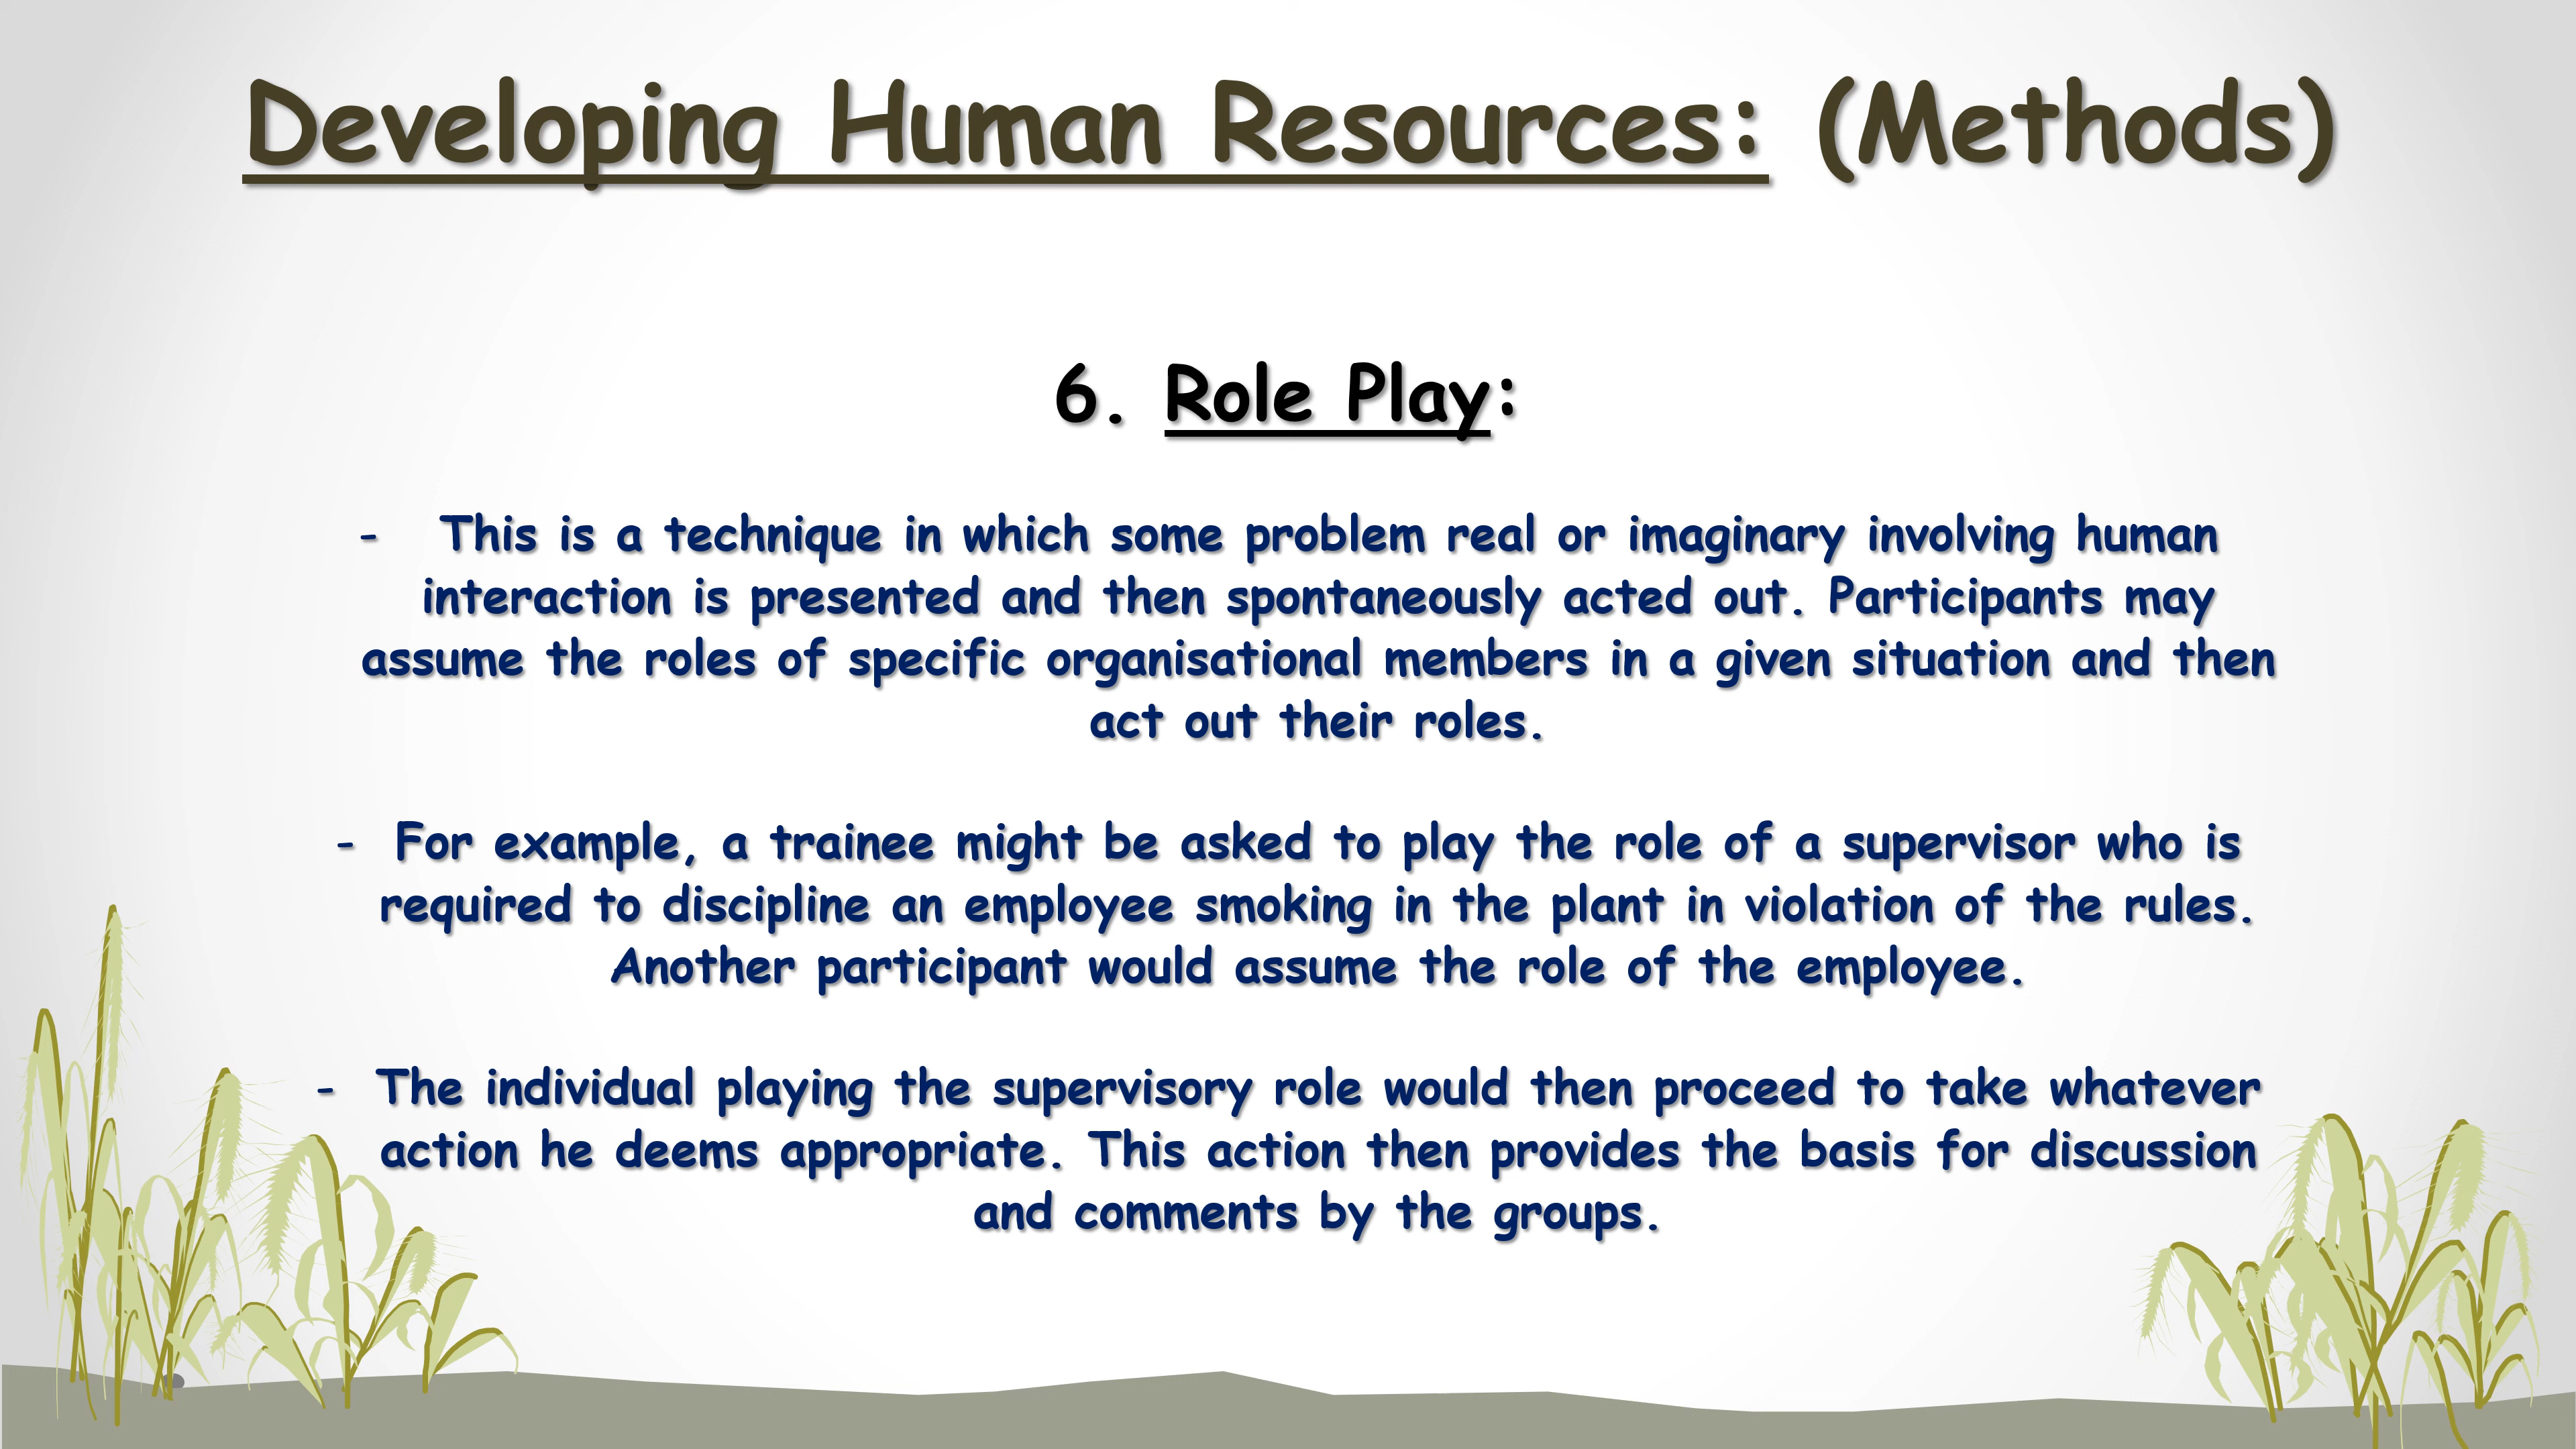 Developing Human Resources: (Methods)
6. Role Play:
- This is a technique in which some problem real or imaginary involving human
interaction is presented and then spontaneously acted out. Participants may
assume the roles of specific organisational members in a given situation and then
act out their roles.
- For example, a trainee might be asked to play the role of a supervisor who is
required to discipline an employee smoking in the plant in violation of the rules.
Another participant would assume the role of the employee.
- The individual playing the supervisory role would then proceed to take whatever
action he deems appropriate. This action then provides the basis for discussion
and comments by the groups.